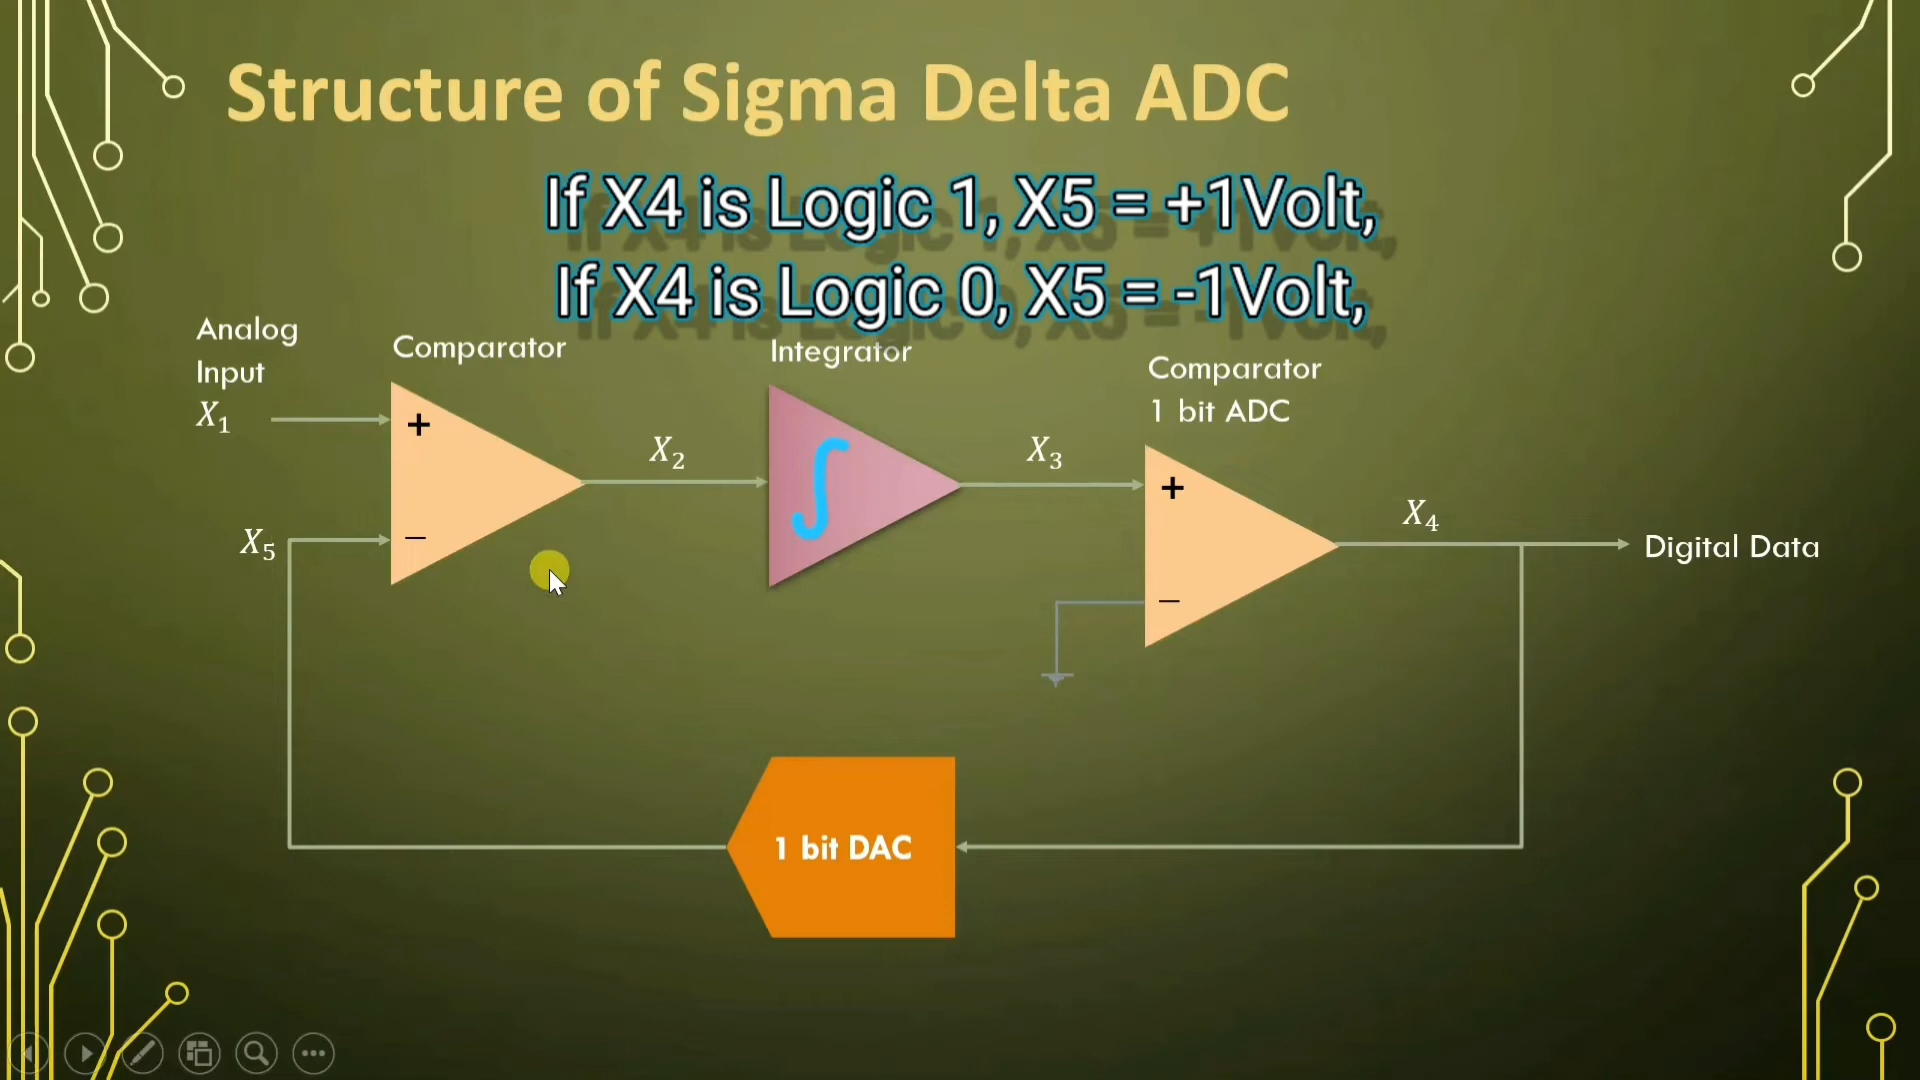 Structure of Sigma Delta ADC
If X4 is Logic 1, X5 = +1Volt,
If X4 is Logic 0, X5 = -1Volt,
Analog
Input
X₁
Comparator
Integrator
Comparator
1 bit ADC
+
X₂
X₃
+
X₄
X₅
−
Digital Data
−
1 bit DAC